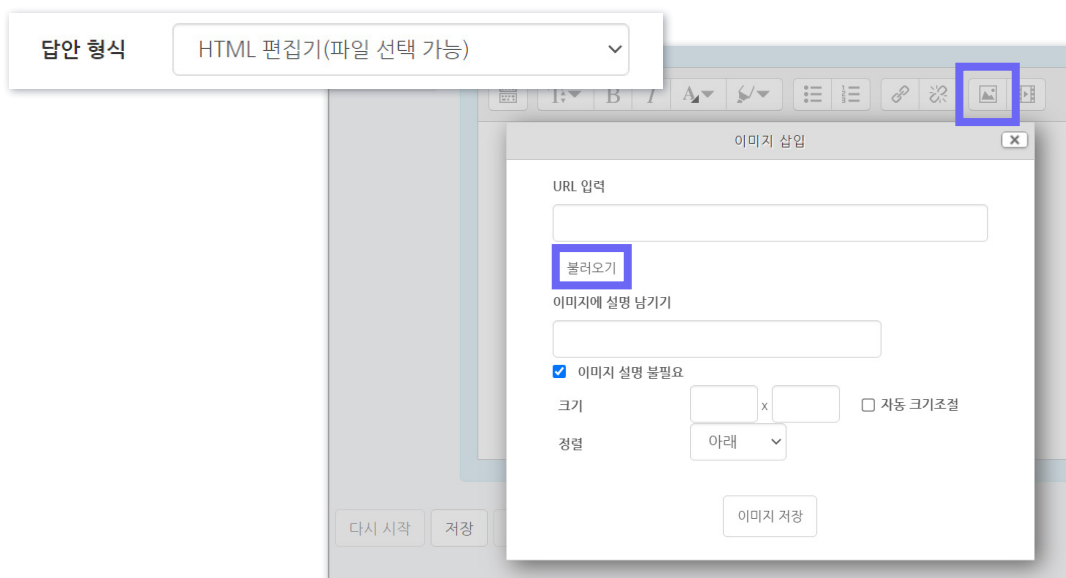 답안 형식
HTML 편집기(파일 선택 가능)
B I A
이미지 삽입
URL 입력
불러오기
이미지에 설명 남기기
이미지 설명 불필요
크기 x 자동 크기조절
정렬 아래
다시 시작 저장
이미지 저장